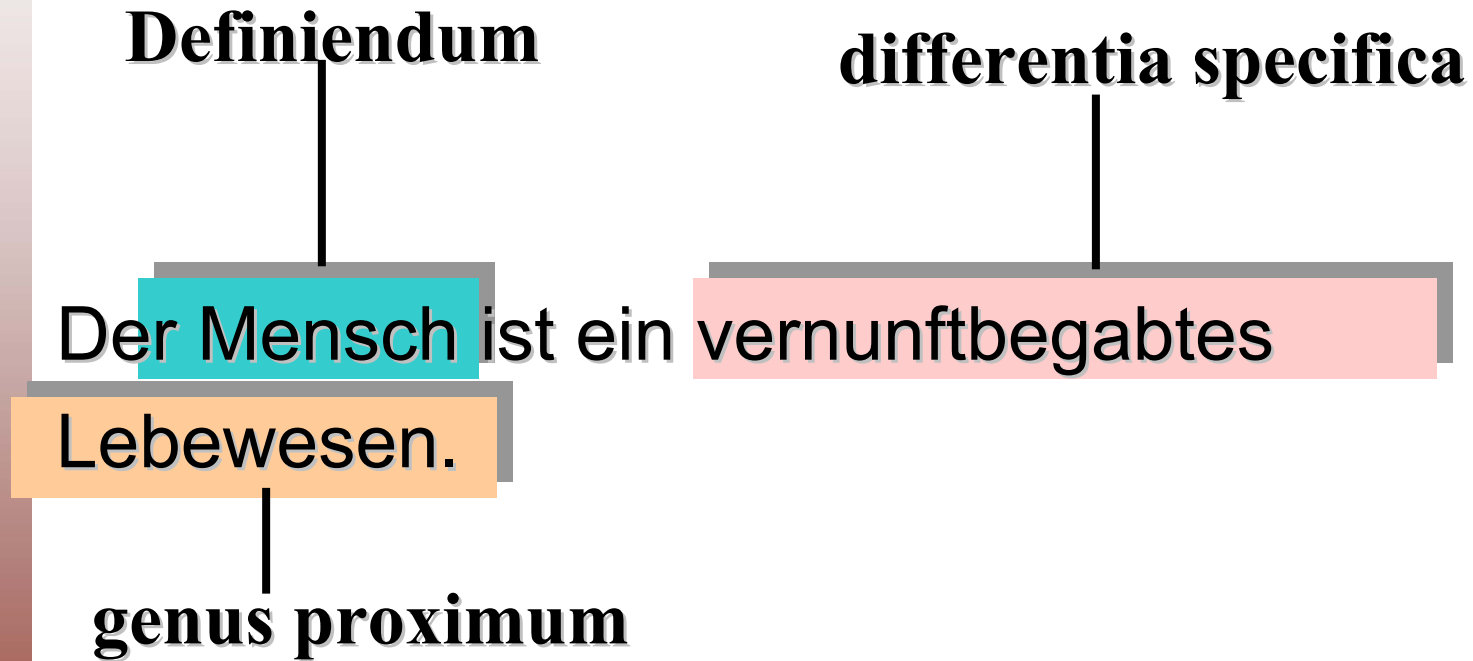 Definiendum
differentia specifica
Der Mensch ist ein vernunftbegabtes
Lebewesen.
genus proximum